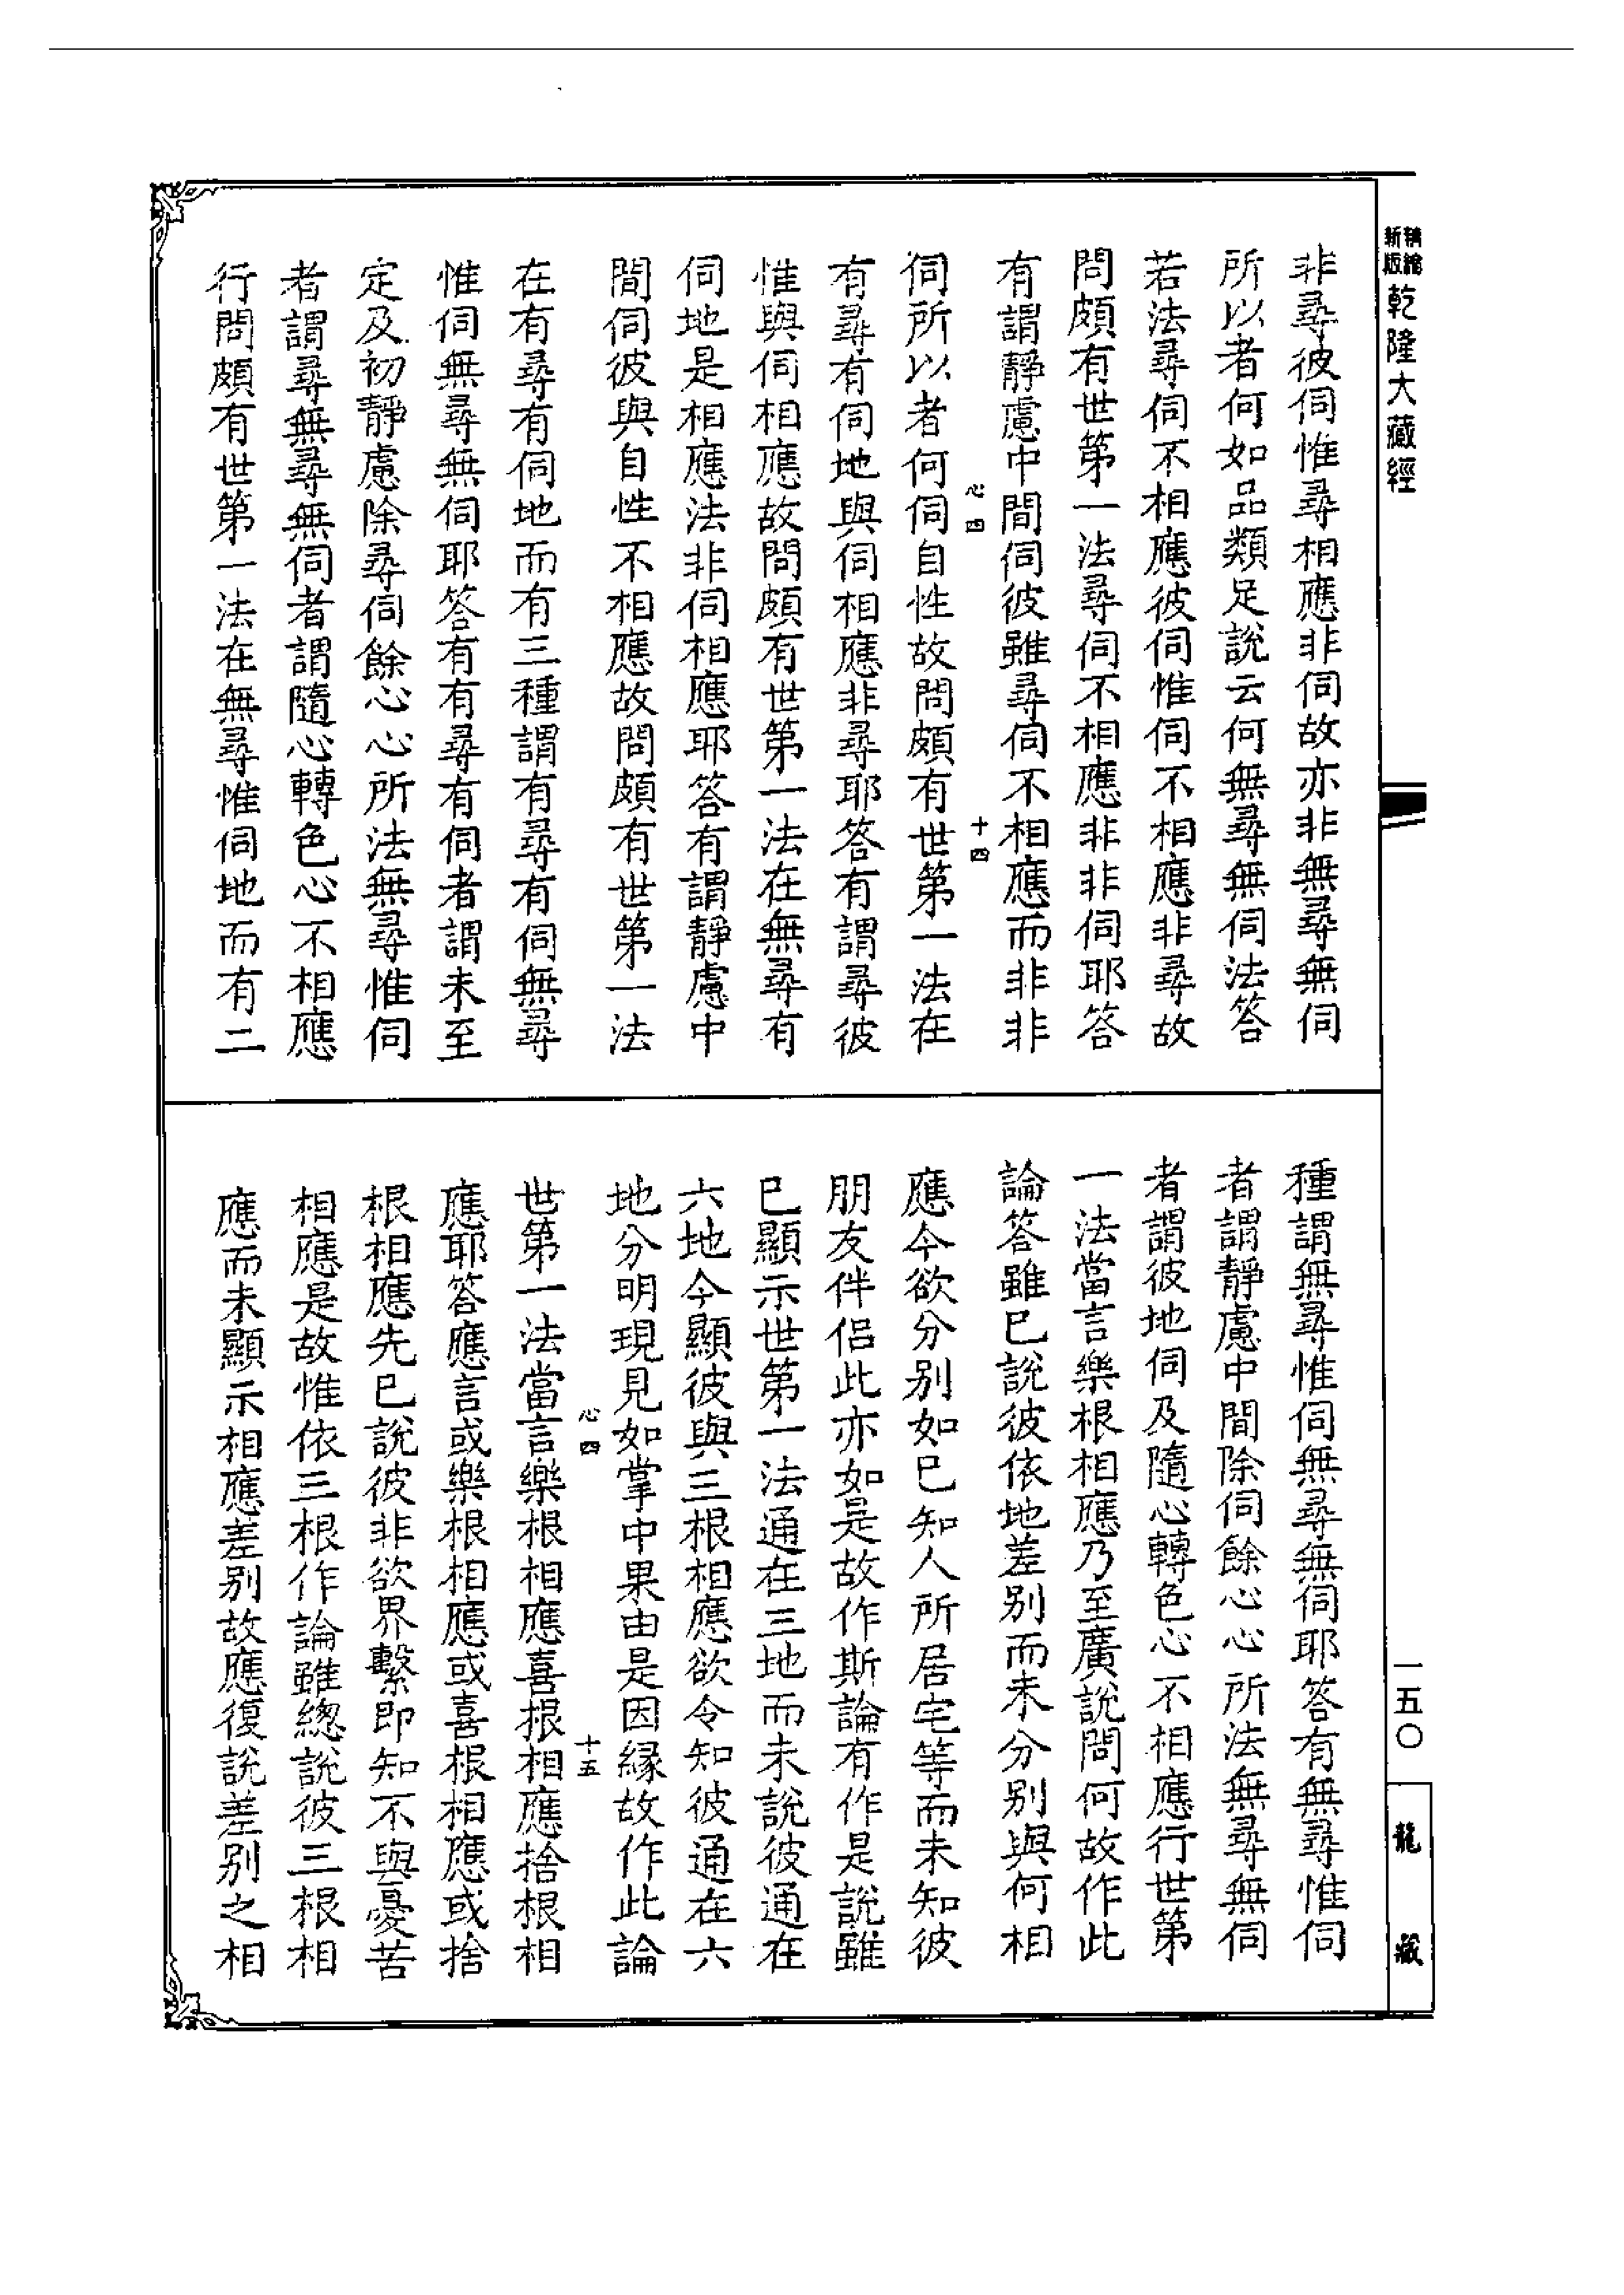 新版 精縮 乾隆大藏經
非尋彼伺惟尋相應非伺故亦非無尋無伺
所以者何如品類足說云何無尋無伺法答
若法尋伺不相應彼伺惟伺不相應非尋故
問頗有世第一法尋伺不相應非非伺耶答
有謂靜慮中間伺彼雖尋伺不相應而非非
伺所以者何伺自性故問頗有世第一法在
有尋有伺地與伺相應非尋耶答有謂尋彼
惟與伺相應故問頗有世第一法在無尋有
伺地是相應法非伺相應耶答有謂靜慮中
間伺彼與自性不相應故問頗有世第一法
在有尋有伺地而有三種謂有尋有伺無尋
惟伺無尋無伺耶答有有尋有伺者謂未至
定及初靜慮除尋伺餘心心所法無尋惟伺
者謂尋無尋無伺者謂隨心轉色心不相應
行問頗有世第一法在無尋惟伺地而有二
心四
十四
種謂無尋惟伺無尋無伺耶答有無尋惟伺
者謂靜慮中間除伺餘心心所法無尋無伺
者謂彼地伺及隨心轉色心不相應行世第
一法當言樂根相應乃至廣說問何故作此
論答雖巳說彼依地差別而未分別與何相
應今欲分別如巳知人所居宅等而未知彼
朋友伴侶此亦如是故作斯論有作是說雖
巳顯示世第一法通在三地而未說彼通在
六地今顯彼與三根相應欲令知彼通在六
地分明現見如掌中果由是因緣故作此論
世第一法當言樂根相應喜根相應捨根相
應耶答應言或樂根相應或喜根相應或捨
根相應先巳說彼非欲界繫即知不與憂苦
相應是故惟依三根作論雖總說彼三根相
應而未顯示相應差別故應復說差別之相
心四
十五
一五〇
龍藏